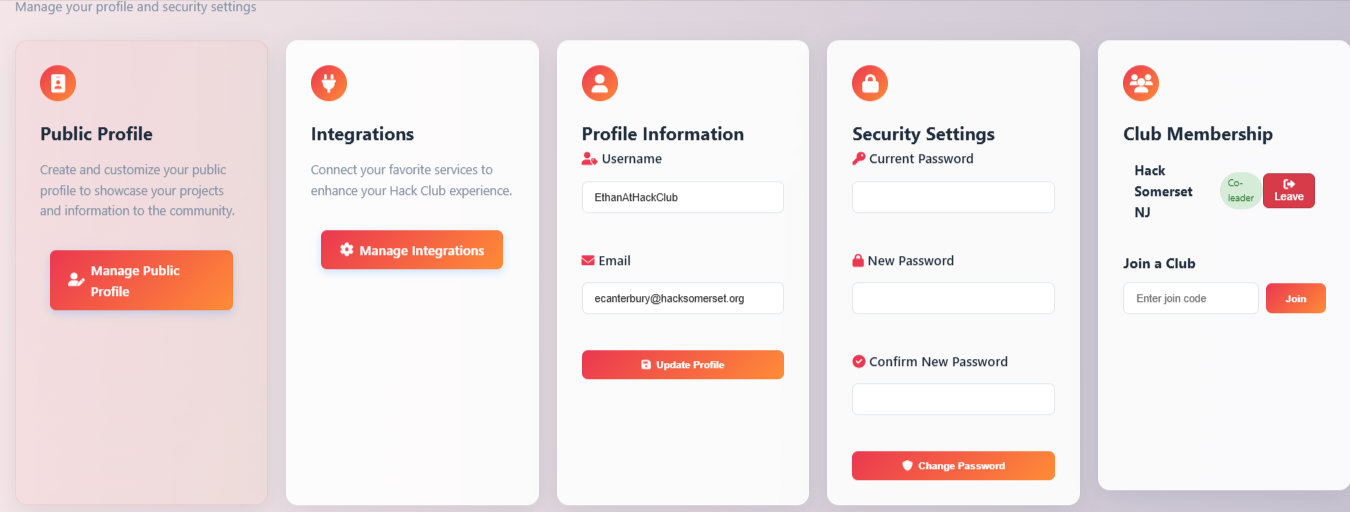 Manage your profile and security settings
Public Profile
Create and customize your public
profile to showcase your projects
and information to the community.
Manage Public
Profile
Integrations
Connect your favorite services to
enhance your Hack Club experience.
Manage Integrations
Profile Information
Username
EthanAtHackClub
Email
ecanterbury@hacksomerset.org
Update Profile
Security Settings
Current Password
New Password
Confirm New Password
Change Password
Club Membership
Hack
Somerset
NJ
Co-
leader
Leave
Join a Club
Enter join code
Join